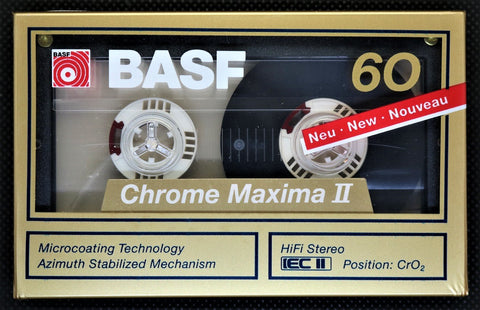 BASF
BASF
60
Neu · New · Nouveau
Chrome Maxima II
Microcoating Technology
Azimuth Stabilized Mechanism
HiFi Stereo
IEC II Position: CrO₂